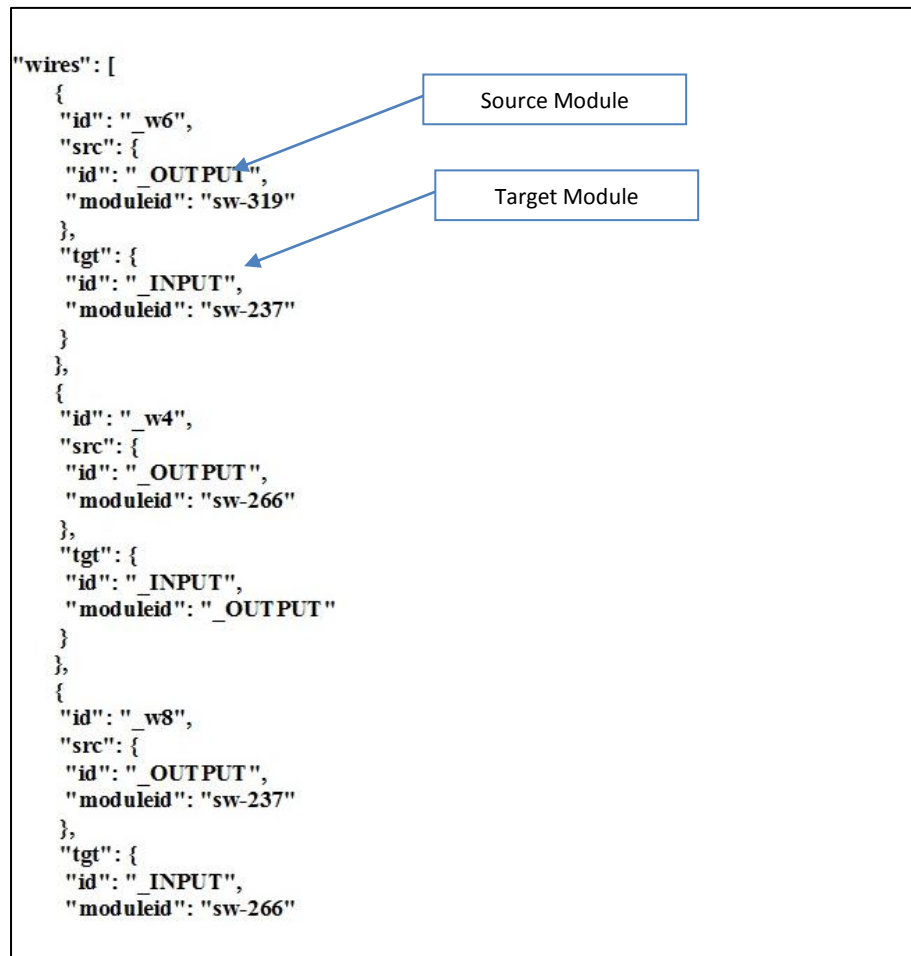 "wires": [
{
"id": "_w6",
"src": {
"id": "_OUTPUT",
"moduleid": "sw-319"
},
"tgt": {
"id": "_INPUT",
"moduleid": "sw-237"
}
},
{
"id": "_w4",
"src": {
"id": "_OUTPUT",
"moduleid": "sw-266"
},
"tgt": {
"id": "_INPUT",
"moduleid": "_OUTPUT"
}
},
{
"id": "_w8",
"src": {
"id": "_OUTPUT",
"moduleid": "sw-237"
},
"tgt": {
"id": "_INPUT",
"moduleid": "sw-266"
Source Module
Target Module